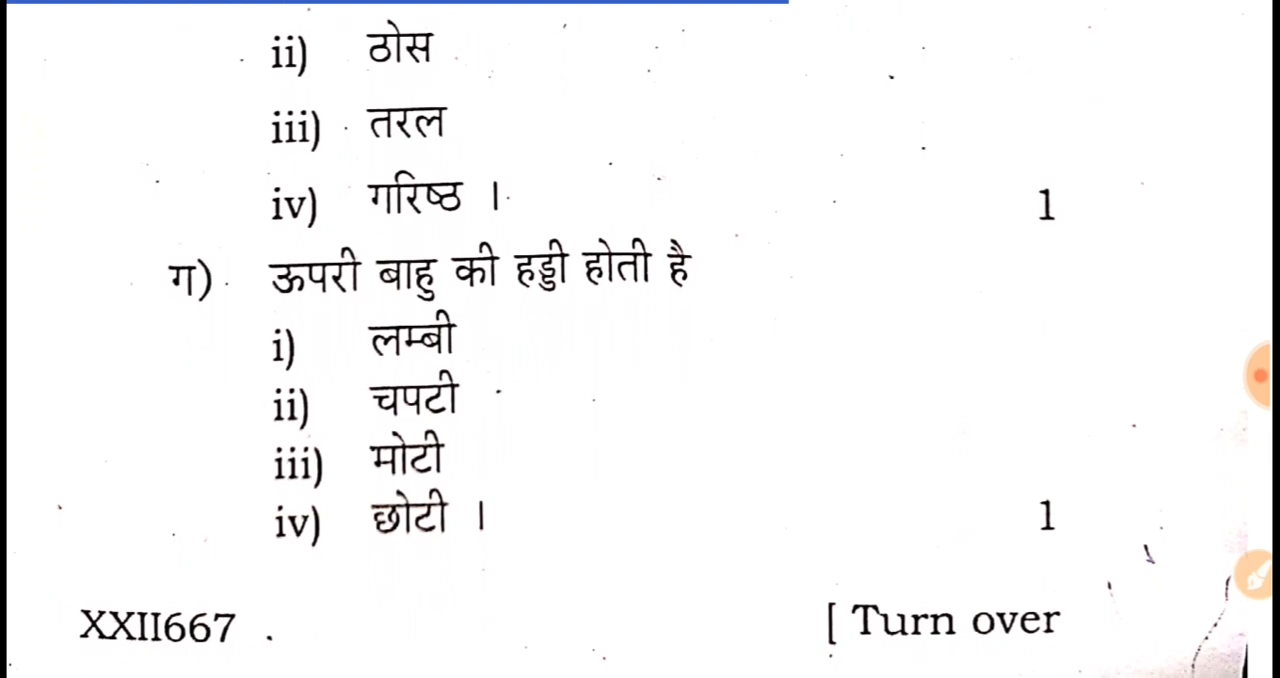 ii) ठोस
iii) तरल
iv) गरिष्ठ । 1
ग) ऊपरी बाहु की हड्डी होती है
i) लम्बी
ii) चपटी
iii) मोटी
iv) छोटी । 1
XXII667 [ Turn over